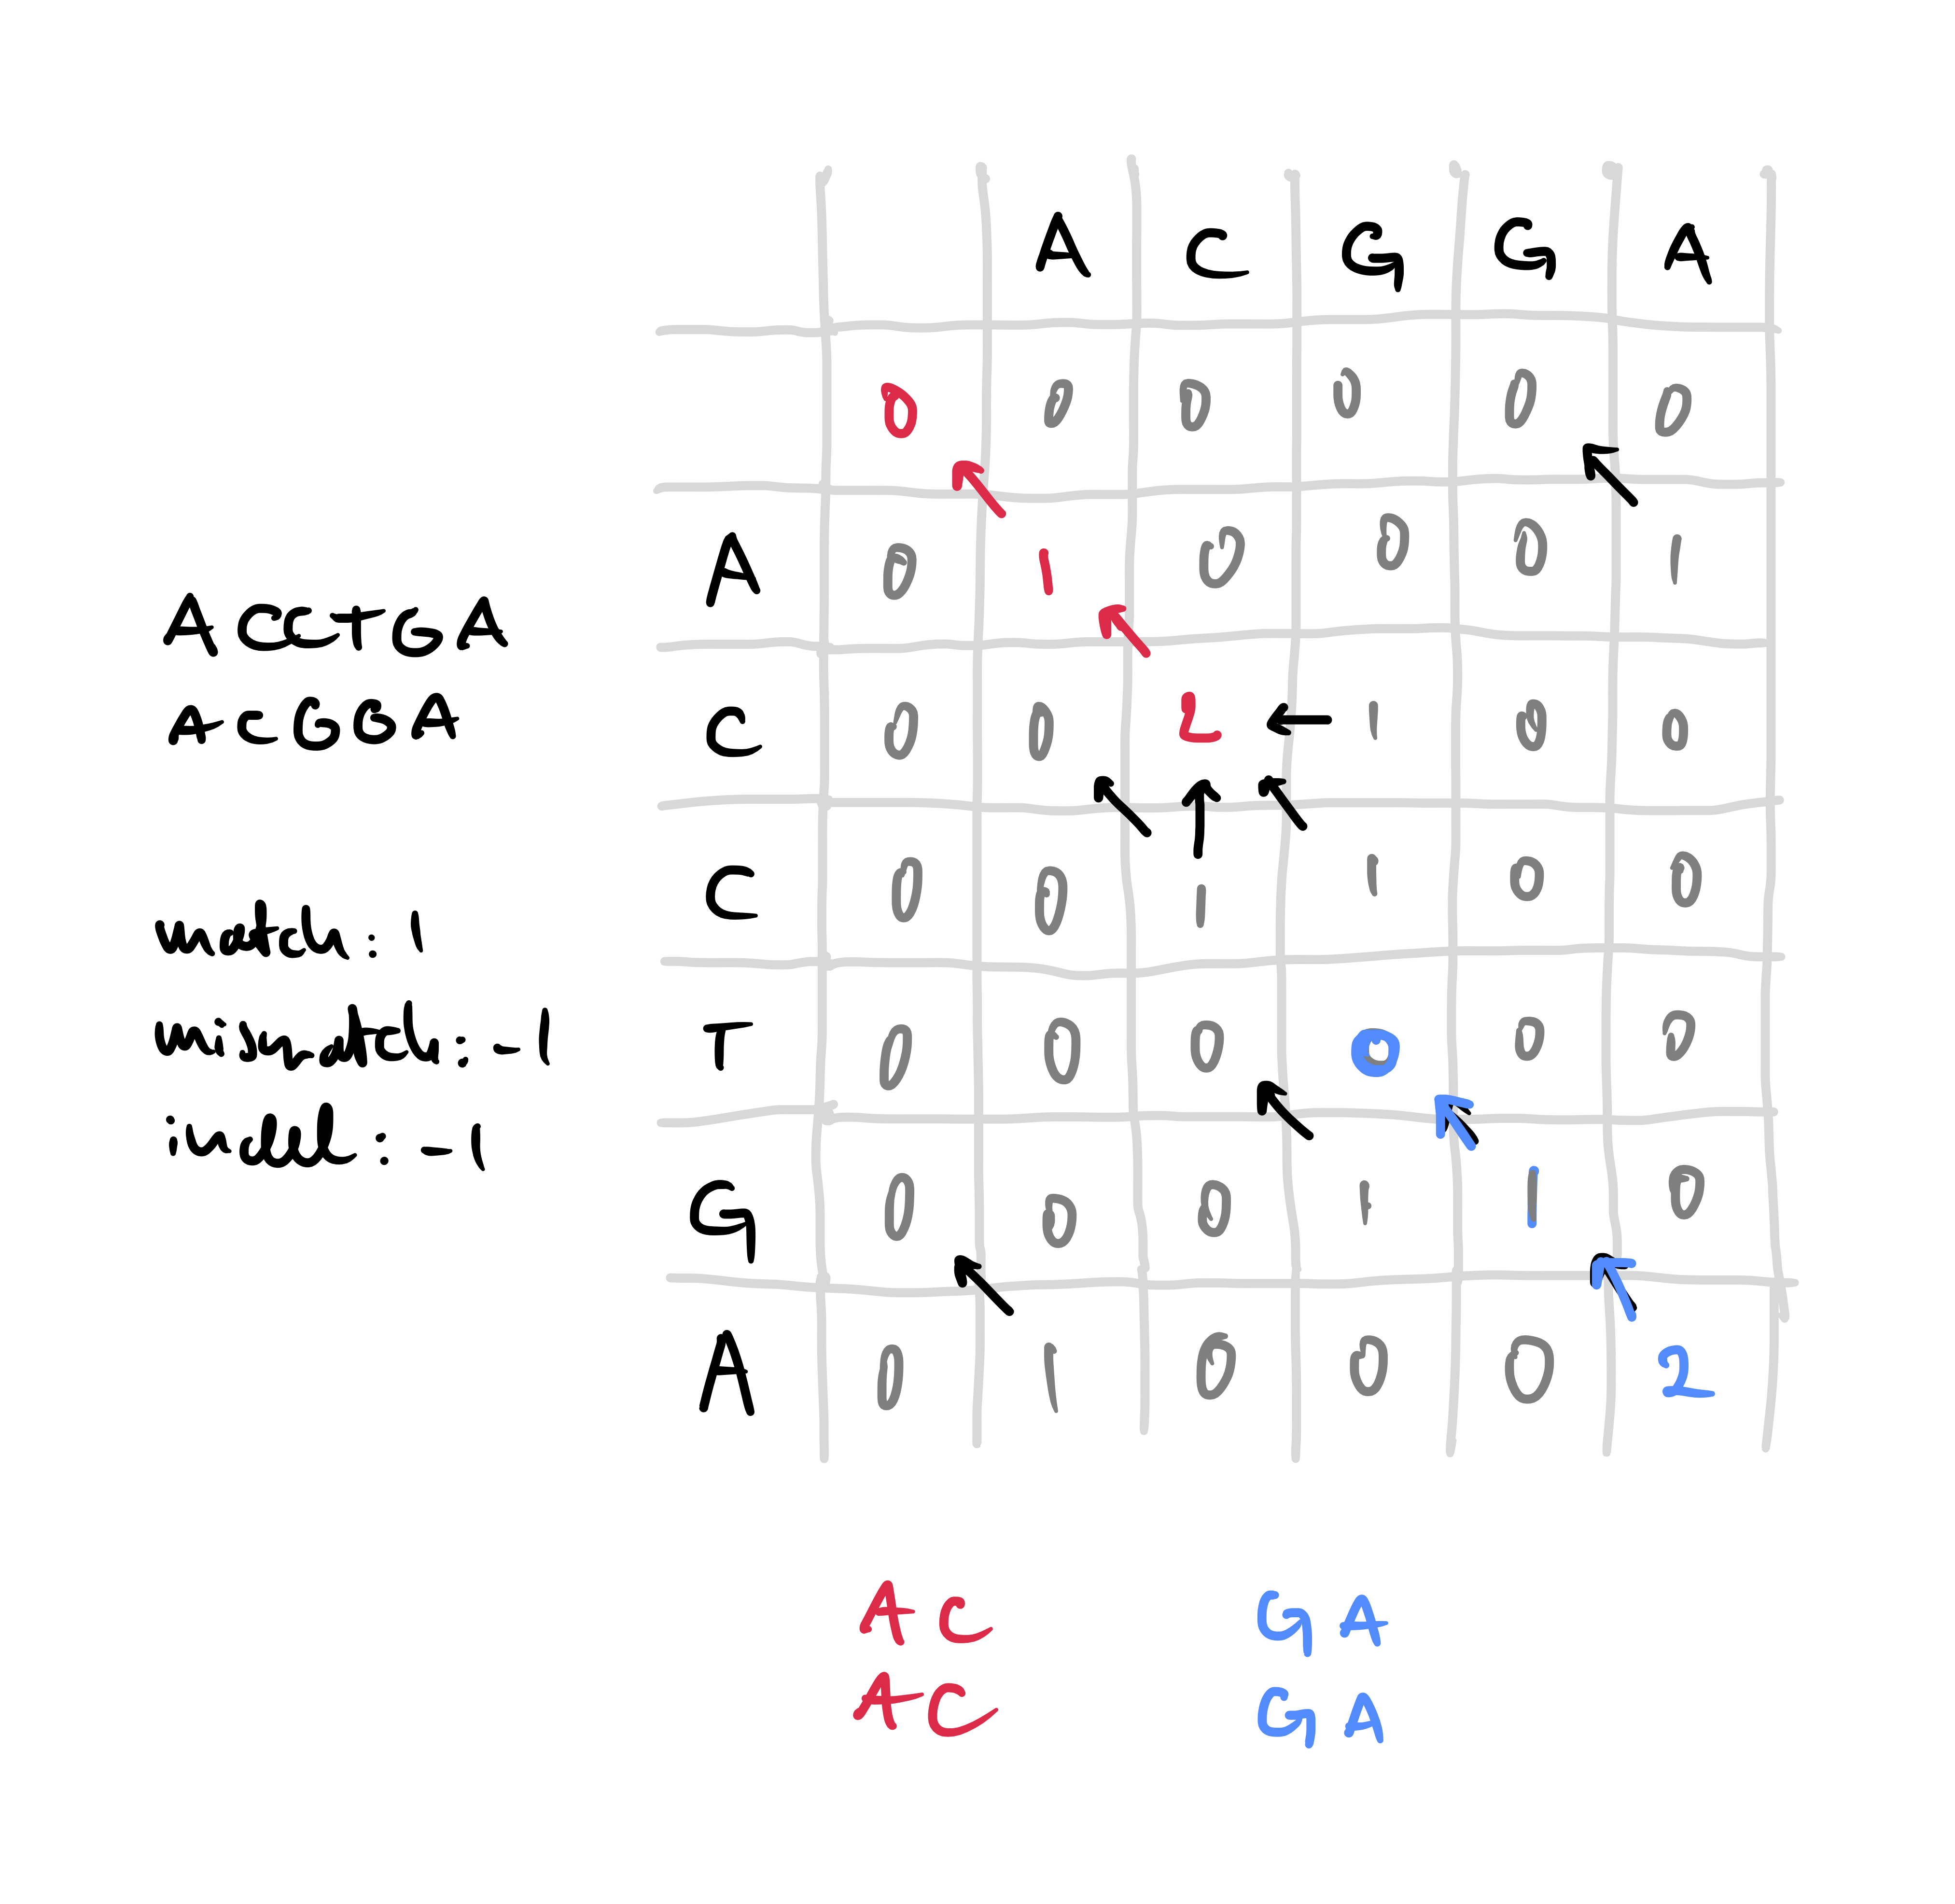 A C G G A
0 0 0 0 0 0
A 0 1 0 0 0 1
C 0 0 2 1 0 0
C 0 0 1 1 0 0
T 0 0 0 0 0 0
G 0 0 0 1 1 0
A 0 1 0 0 0 2
ACCTGA
ACGGA
match: 1
mismatch: -1
indel: -1
AC
AC
GA
GA